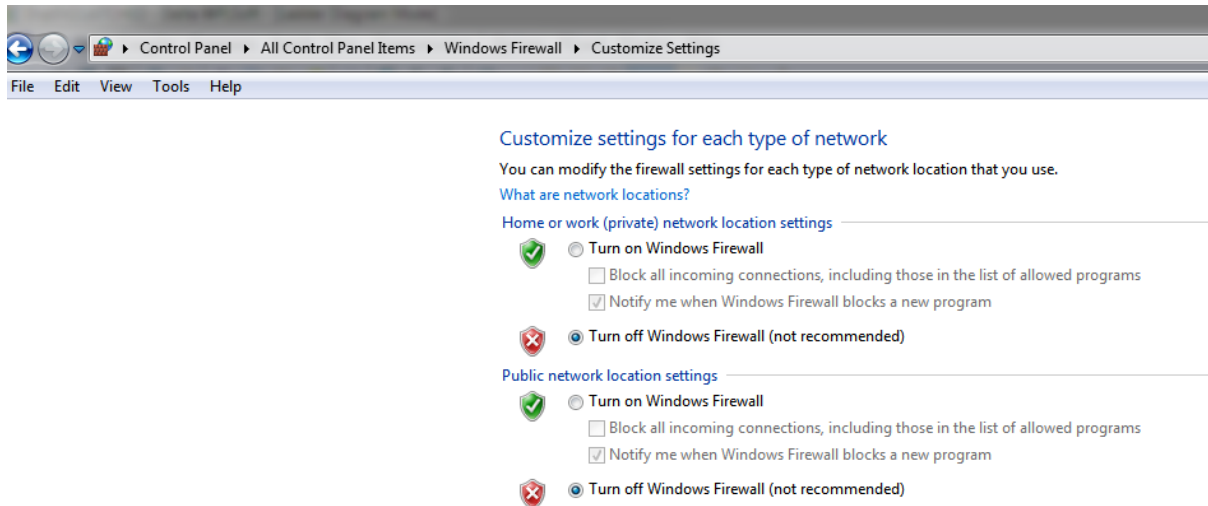 Control Panel ▸ All Control Panel Items ▸ Windows Firewall ▸ Customize Settings
File Edit View Tools Help
Customize settings for each type of network
You can modify the firewall settings for each type of network location that you use.
What are network locations?
Home or work (private) network location settings
Turn on Windows Firewall
Block all incoming connections, including those in the list of allowed programs
Notify me when Windows Firewall blocks a new program
Turn off Windows Firewall (not recommended)
Public network location settings
Turn on Windows Firewall
Block all incoming connections, including those in the list of allowed programs
Notify me when Windows Firewall blocks a new program
Turn off Windows Firewall (not recommended)